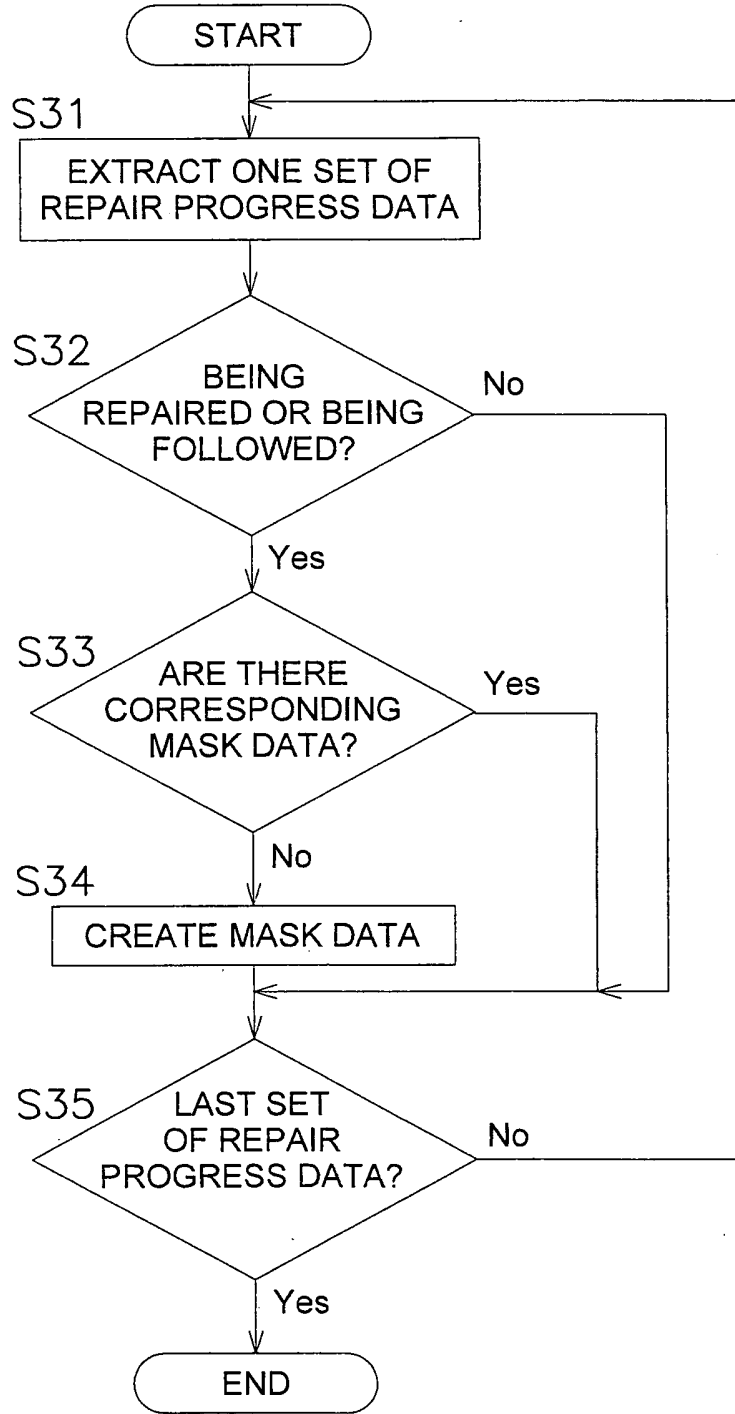 START
S31
EXTRACT ONE SET OF
REPAIR PROGRESS DATA
S32
BEING
REPAIRED OR BEING
FOLLOWED?
No
Yes
S33
ARE THERE
CORRESPONDING
MASK DATA?
Yes
No
S34
CREATE MASK DATA
S35
LAST SET
OF REPAIR
PROGRESS DATA?
No
Yes
END